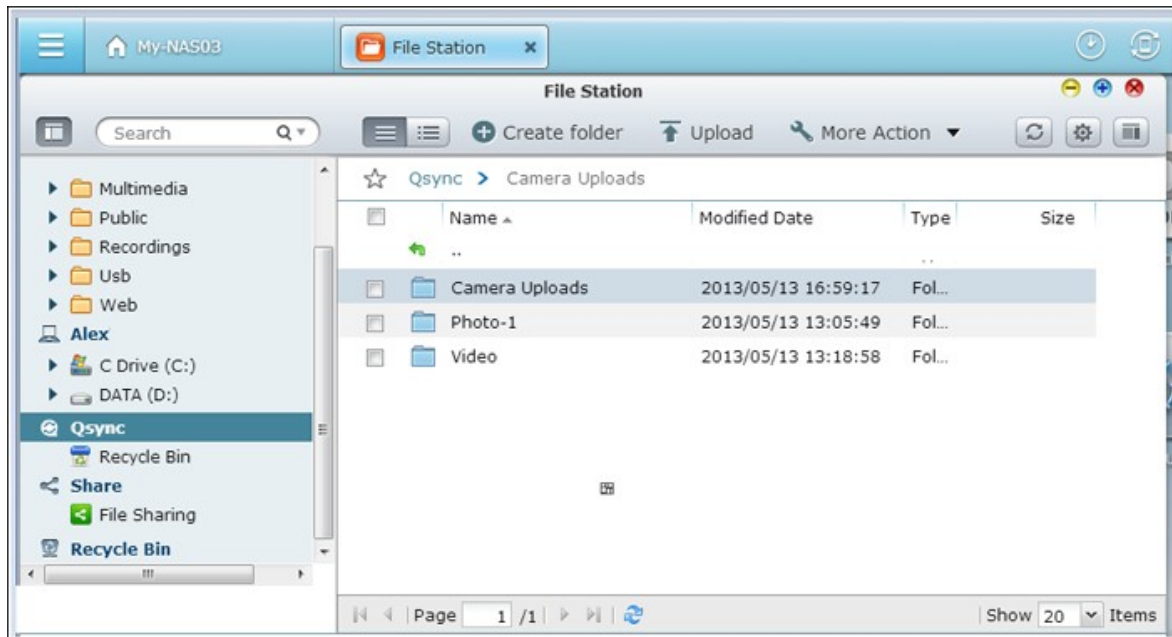 My-NAS03
File Station
File Station
Search
Create folder
Upload
More Action
Multimedia
Public
Recordings
Usb
Web
Alex
C Drive (C:)
DATA (D:)
Qsync
Recycle Bin
Share
File Sharing
Recycle Bin
Qsync > Camera Uploads
Name Modified Date Type Size
.. ..
Camera Uploads 2013/05/13 16:59:17 Fol...
Photo-1 2013/05/13 13:05:49 Fol...
Video 2013/05/13 13:18:58 Fol...
Page 1 /1
Show 20 Items